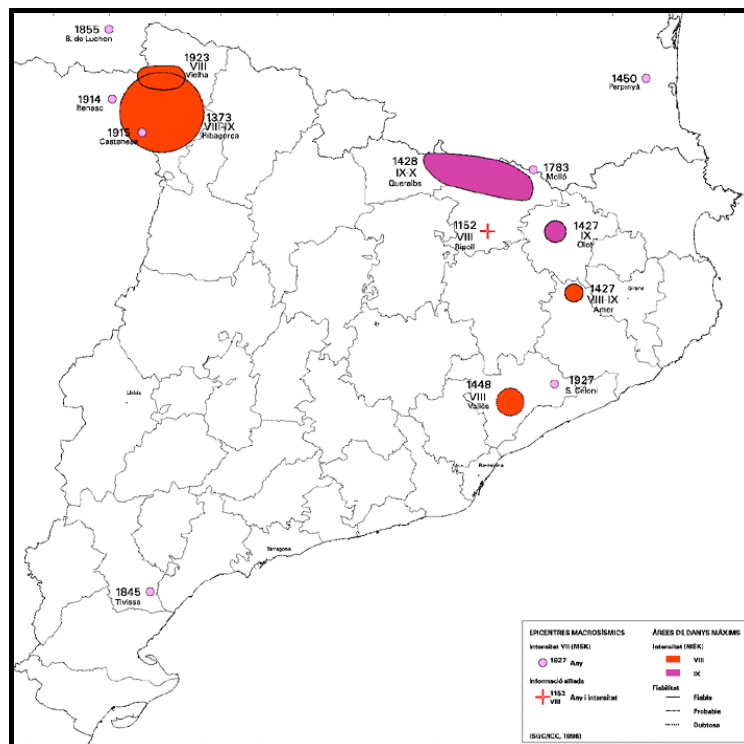 1855
B. de Luchon
1923
VIII
Vielha
1914
Benasc
1915
Castanesa
1373
VIII-IX
Ribagorça
1450
Perpinyà
1428
IX-X
Queralbs
1783
Molló
1152
VIII
Ripoll
1427
IX
Olot
1427
VIII-IX
Amer
Girona
1927
S. Celoni
1448
VIII
Vallès
Lleida
Barcelona
Tarragona
1845
Tivissa
EPICENTRES MACROSÍSMICS
Intensitat VII (MSK)
1927 Any
Informació aïllada
1152
VIII
Any i intensitat
ÀREES DE DANYS MÀXIMS
Intensitat (MSK)
VIII
IX
Fiabilitat
Fiable
Probable
Dubtosa
(SGC/ICC, 1996)